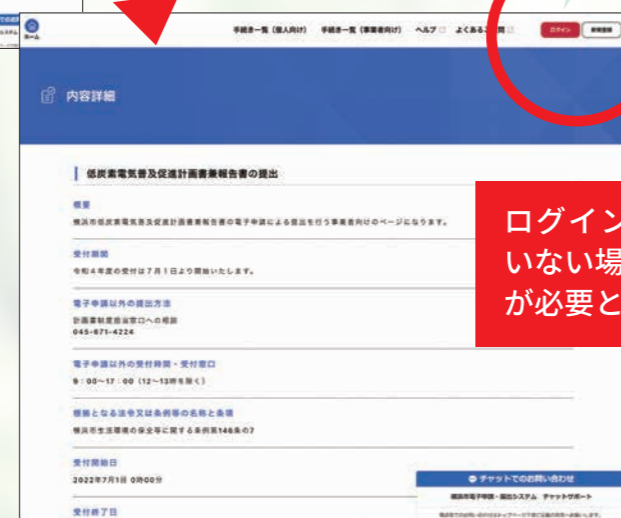 ホーム
手続き一覧（個人向け） 手続き一覧（事業者向け） ヘルプ よくあるご 問 ログイン 新規登録
内容詳細
低炭素電気普及促進計画書兼報告書の提出
概要
横浜市低炭素電気普及促進計画書兼報告書の電子申請による提出を行う事業者向けのページになります。
受付期間
令和4年度の受付は7月1日より開始いたします。
ログイン
いない場
が必要と
電子申請以外の提出方法
計画書制度担当窓口への相談
045-671-4224
電子申請以外の受付時間・受付窓口
9：00～17：00（12～13時を除く）
根拠となる法令又は条例等の名称と条項
横浜市生活環境の保全等に関する条例第146条の7
受付開始日
2022年7月1日 0時00分
受付終了日
チャットでのお問い合わせ
横浜市電子申請・届出システム チャットサポート